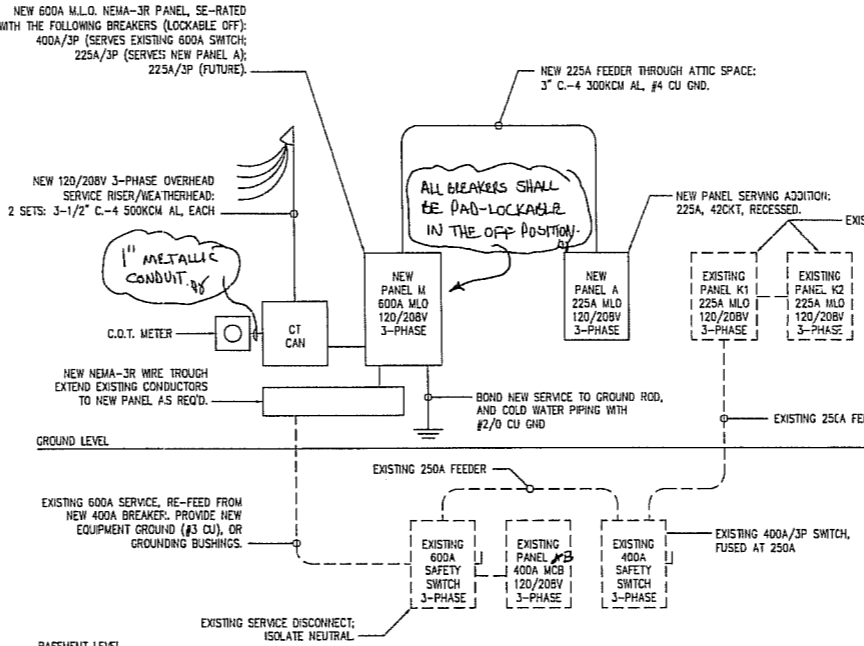 NEW 600A M.L.O. NEMA-3R PANEL, SE-RATED
WITH THE FOLLOWING BREAKERS (LOCKABLE OFF):
400A/3P (SERVES EXISTING 600A SWITCH;
225A/3P (SERVES NEW PANEL A);
225A/3P (FUTURE).
NEW 225A FEEDER THROUGH ATTIC SPACE:
3" C.-4 300KCM AL, #4 CU GND.
NEW 120/208V 3-PHASE OVERHEAD
SERVICE RISER/WEATHERHEAD:
2 SETS: 3-1/2" C.-4 500KCM AL, EACH
ALL BREAKERS SHALL
BE PAD-LOCKABLE
IN THE OFF POSITION.
NEW PANEL SERVING ADDITION:
225A, 42CKT, RECESSED.
EXIS
1" METALLIC
CONDUIT.
NEW
PANEL M
600A MLO
120/208V
3-PHASE
NEW
PANEL A
225A MLO
120/208V
3-PHASE
EXISTING
PANEL K1
225A MLO
120/208V
3-PHASE
EXISTING
PANEL K2
225A MLO
120/208V
3-PHASE
C.O.T. METER
CT
CAN
NEW NEMA-3R WIRE TROUGH
EXTEND EXISTING CONDUCTORS
TO NEW PANEL AS REQ'D.
BOND NEW SERVICE TO GROUND ROD,
AND COLD WATER PIPING WITH
#2/0 CU GND
EXISTING 250A FEE
GROUND LEVEL
EXISTING 250A FEEDER
EXISTING 600A SERVICE, RE-FEED FROM
NEW 400A BREAKER. PROVIDE NEW
EQUIPMENT GROUND (#3 CU), OR
GROUNDING BUSHINGS.
EXISTING
600A
SAFETY
SWITCH
3-PHASE
EXISTING
PANEL B
400A MCB
120/208V
3-PHASE
EXISTING
400A
SAFETY
SWITCH
3-PHASE
EXISTING 400A/3P SWITCH,
FUSED AT 250A
EXISTING SERVICE DISCONNECT;
ISOLATE NEUTRAL
BASEMENT LEVEL